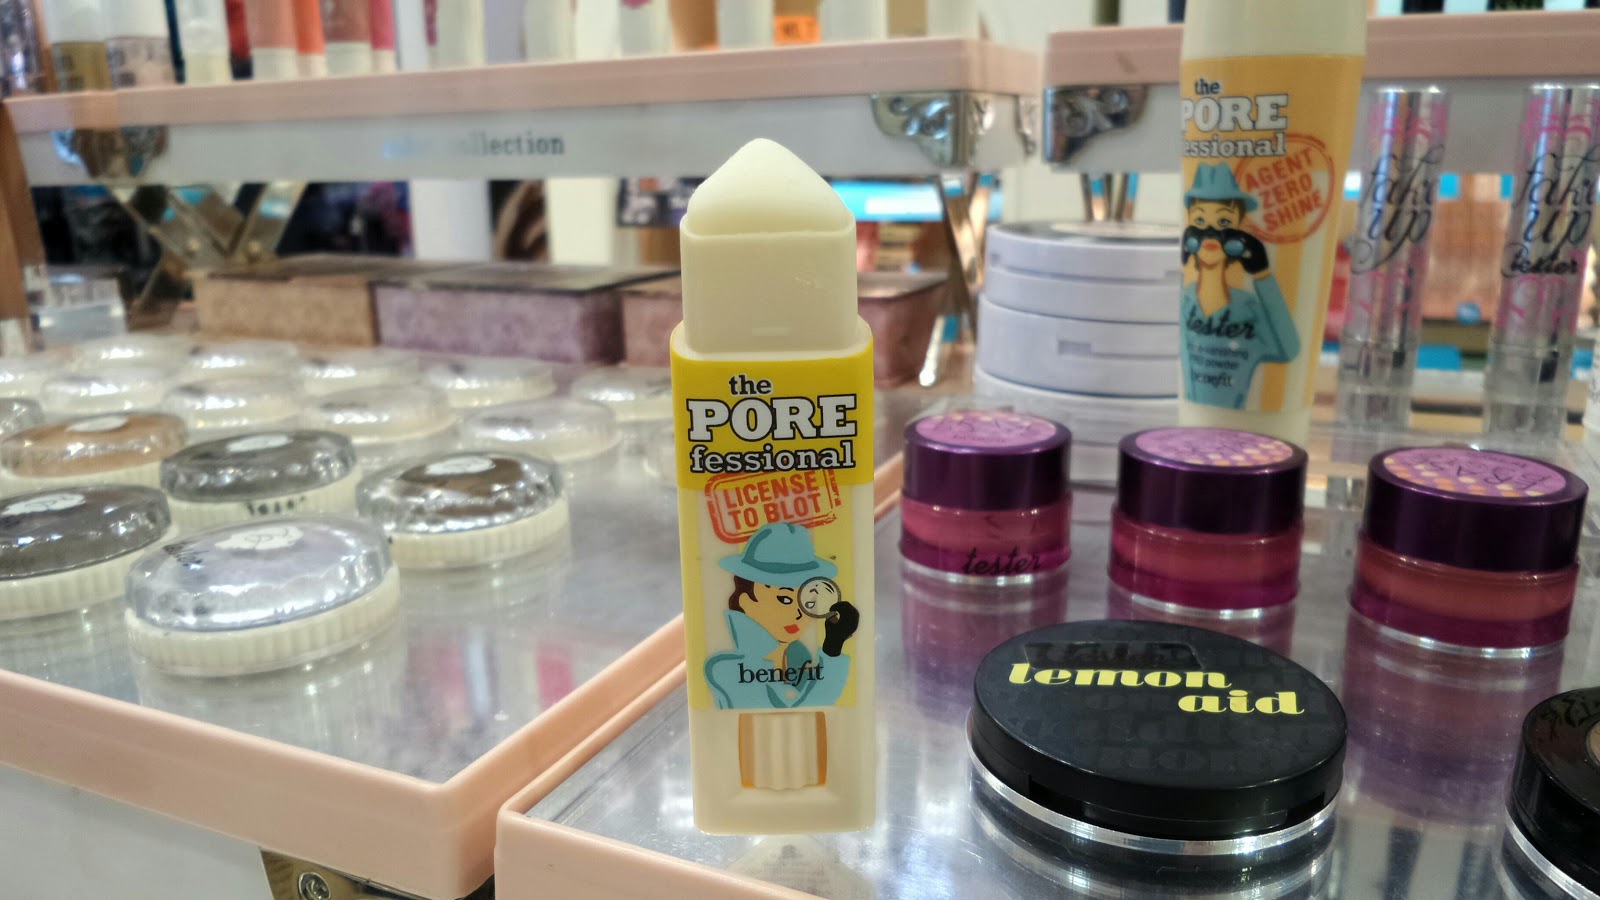 collection
the
PORE
fessional
LICENSE
TO BLOT
benefit
the
PORE
fessional
AGENT
ZERO
SHINE
tester
benefit
fake
up
fake
up
tester
tester
lemon
aid